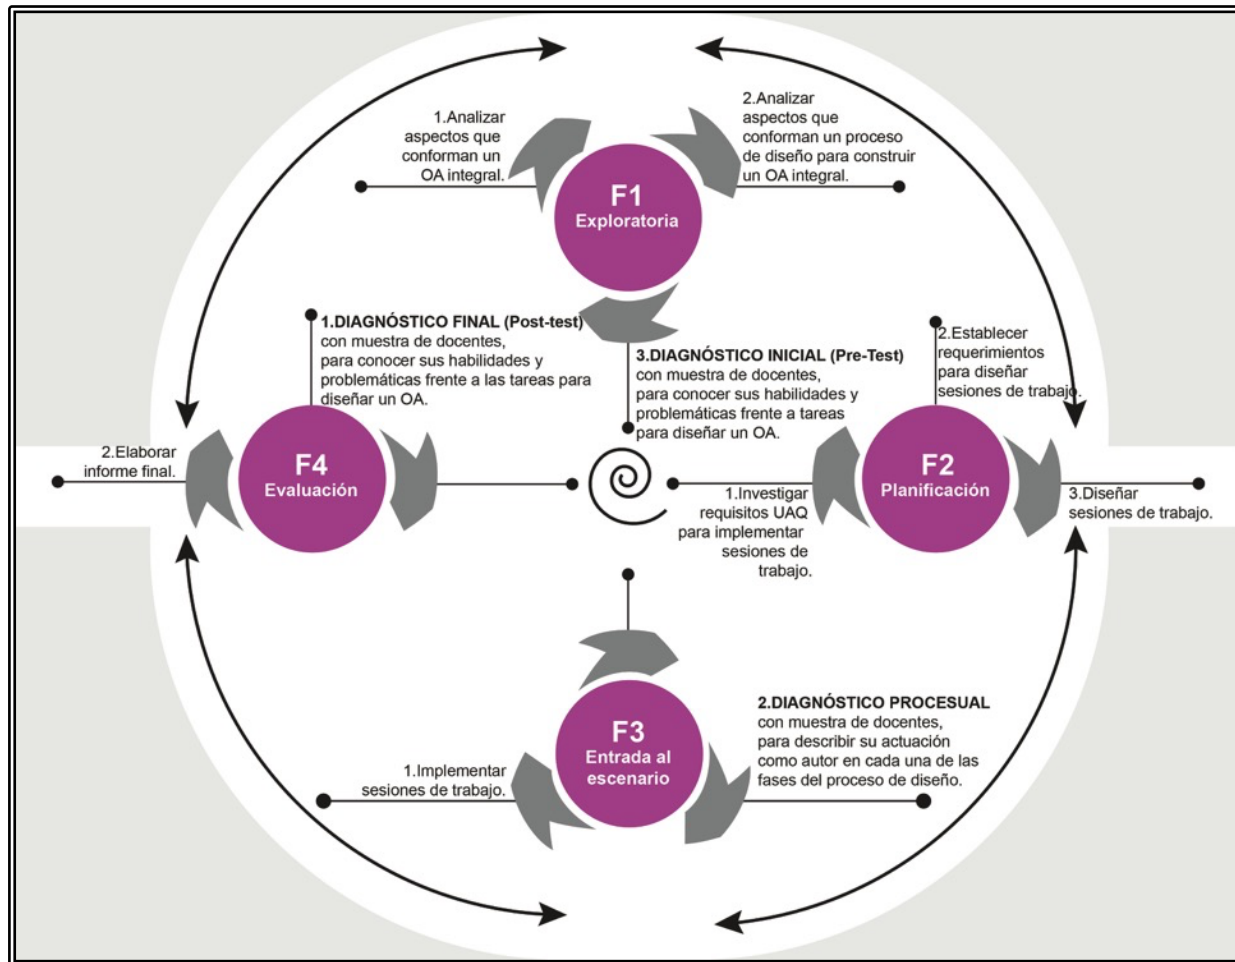 1.Analizar
aspectos que
conforman un
OA integral.
2.Analizar
aspectos que
conforman un proceso
de diseño para construir
un OA integral.
F1
Exploratoria
1.DIAGNÓSTICO FINAL (Post-test)
con muestra de docentes,
para conocer sus habilidades y
problemáticas frente a las tareas para
diseñar un OA.
3.DIAGNÓSTICO INICIAL (Pre-Test)
con muestra de docentes,
para conocer sus habilidades y
problemáticas frente a tareas
para diseñar un OA.
2.Establecer
requerimientos
para diseñar
sesiones de trabajo.
2.Elaborar
informe final.
F4
Evaluación
1.Investigar
requisitos UAQ
para implementar
sesiones de
trabajo.
F2
Planificación
3.Diseñar
sesiones de trabajo.
F3
Entrada al
escenario
1.Implementar
sesiones de trabajo.
2.DIAGNÓSTICO PROCESUAL
con muestra de docentes,
para describir su actuación
como autor en cada una de las
fases del proceso de diseño.